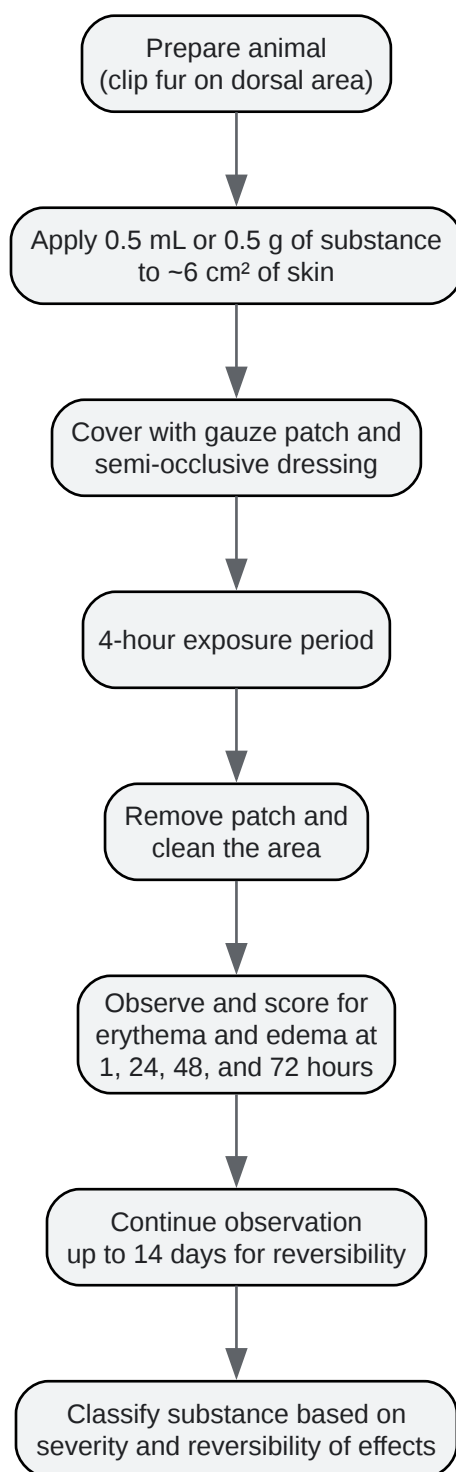 Prepare animal
(clip fur on dorsal area)
Apply 0.5 mL or 0.5 g of substance
to ~6 cm² of skin
Cover with gauze patch and
semi-occlusive dressing
4-hour exposure period
Remove patch and
clean the area
Observe and score for
erythema and edema at
1, 24, 48, and 72 hours
Continue observation
up to 14 days for reversibility
Classify substance based on
severity and reversibility of effects